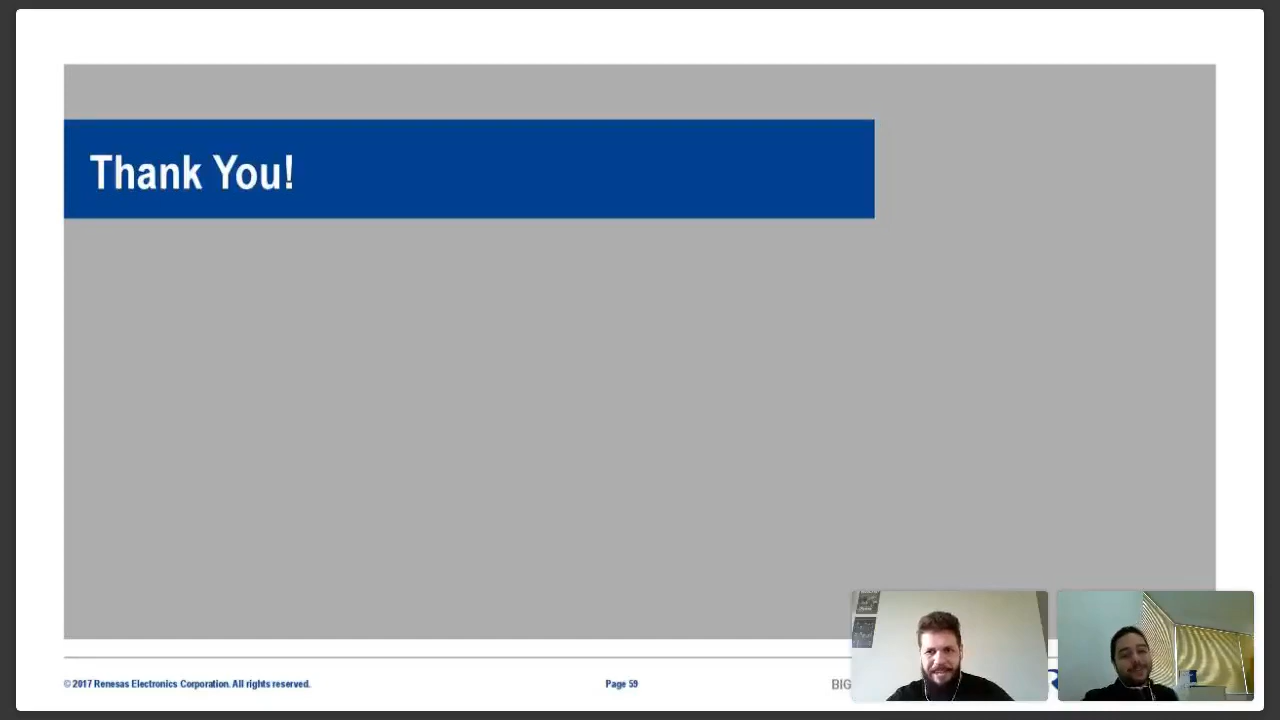 Thank You!
© 2017 Renesas Electronics Corporation. All rights reserved.
Page 59
BIG